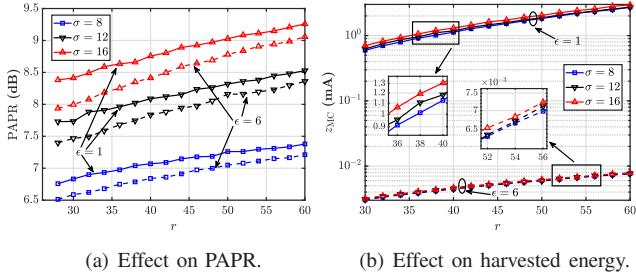 9.5
9
8.5
8
7.5
7
6.5
PAPR (dB)
σ = 8
σ = 12
σ = 16
ϵ = 1
ϵ = 6
30 35 40 45 50 55 60
r
(a) Effect on PAPR.
10^0
10^-1
10^-2
z_MC (mA)
ϵ = 1
σ = 8
σ = 12
σ = 16
1.3
1.2
1.1
1
0.9
36 38 40
×10^-3
7
6
52 54 56
ϵ = 6
30 35 40 45 50 55 60
r
(b) Effect on harvested energy.